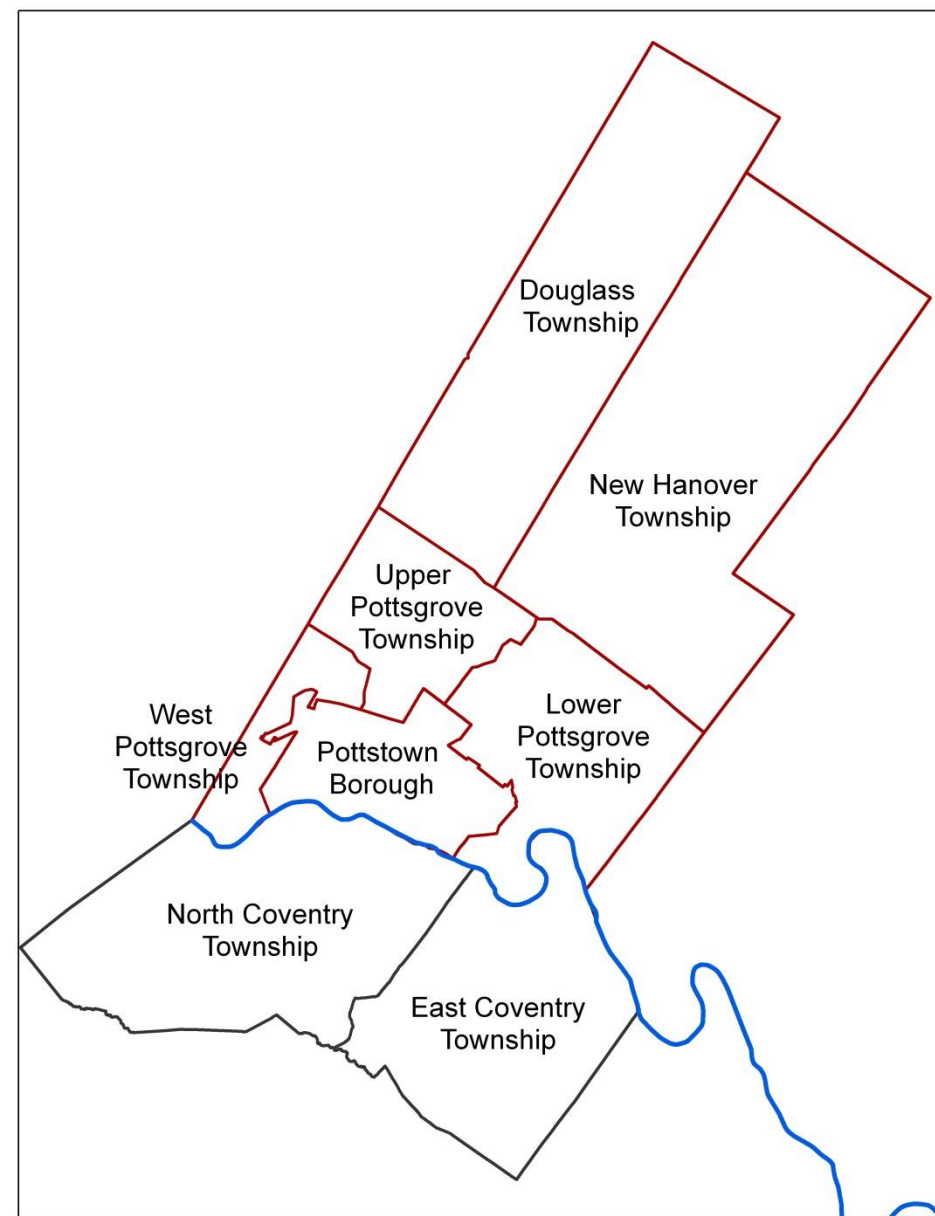 Douglass
Township
New Hanover
Township
Upper
Pottsgrove
Township
West
Pottsgrove
Township
Lower
Pottsgrove
Township
Pottstown
Borough
North Coventry
Township
East Coventry
Township